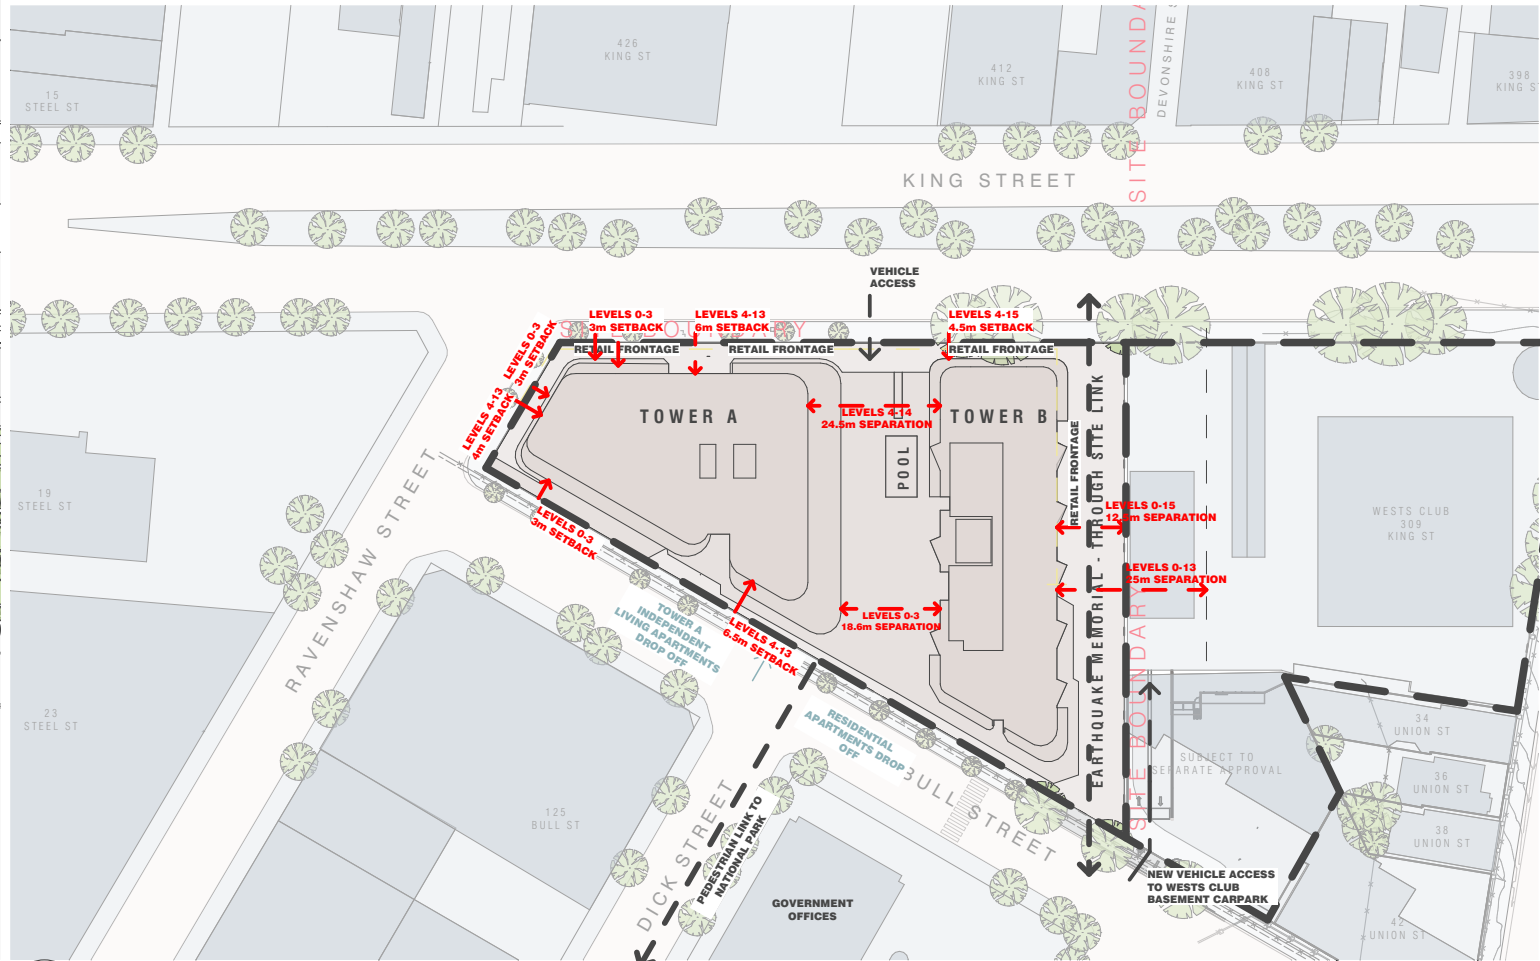 426
KING ST
15
STEEL ST
412
KING ST
408
KING ST
398
DEVONSHIRE
SITE
KING STREET
VEHICLE
ACCESS
LEVELS 0-3
3m SETBACK
LEVELS 4-13
6m SETBACK
LEVELS 4-15
4.5m SETBACK
RETAIL FRONTAGE
RETAIL FRONTAGE
RETAIL FRONTAGE
LEVELS 0-3
3m SETBACK
LEVELS 4-13
4m SETBACK
TOWER A
TOWER B
LEVELS 4-14
24.5m SEPARATION
POOL
RETAIL FRONTAGE
EARTHQUAKE MEMORIAL - THROUGH SITE LINK
LEVELS 0-15
SEPARATION
LEVELS 0-13
25m SEPARATION
SITE BOUNDARY
19
STEEL ST
WESTS CLUB
309
KING ST
LEVELS 0-3
3m SETBACK
LEVELS 0-3
18.6m SEPARATION
LEVELS 4-13
6.5m SETBACK
TOWER A
INDEPENDENT
LIVING APARTMENTS
DROP OFF
RAVENSHAW STREET
RESIDENTIAL
APARTMENTS DROP
OFF
BULL STREET
23
STEEL ST
34
UNION ST
SUBJECT TO
SEPARATE APPROVAL
36
UNION ST
38
UNION ST
125
BULL ST
DICK STREET
PEDESTRIAN LINK TO
NATIONAL PARK
GOVERNMENT
OFFICES
NEW VEHICLE ACCESS
TO WESTS CLUB
BASEMENT CARPARK
42
UNION ST